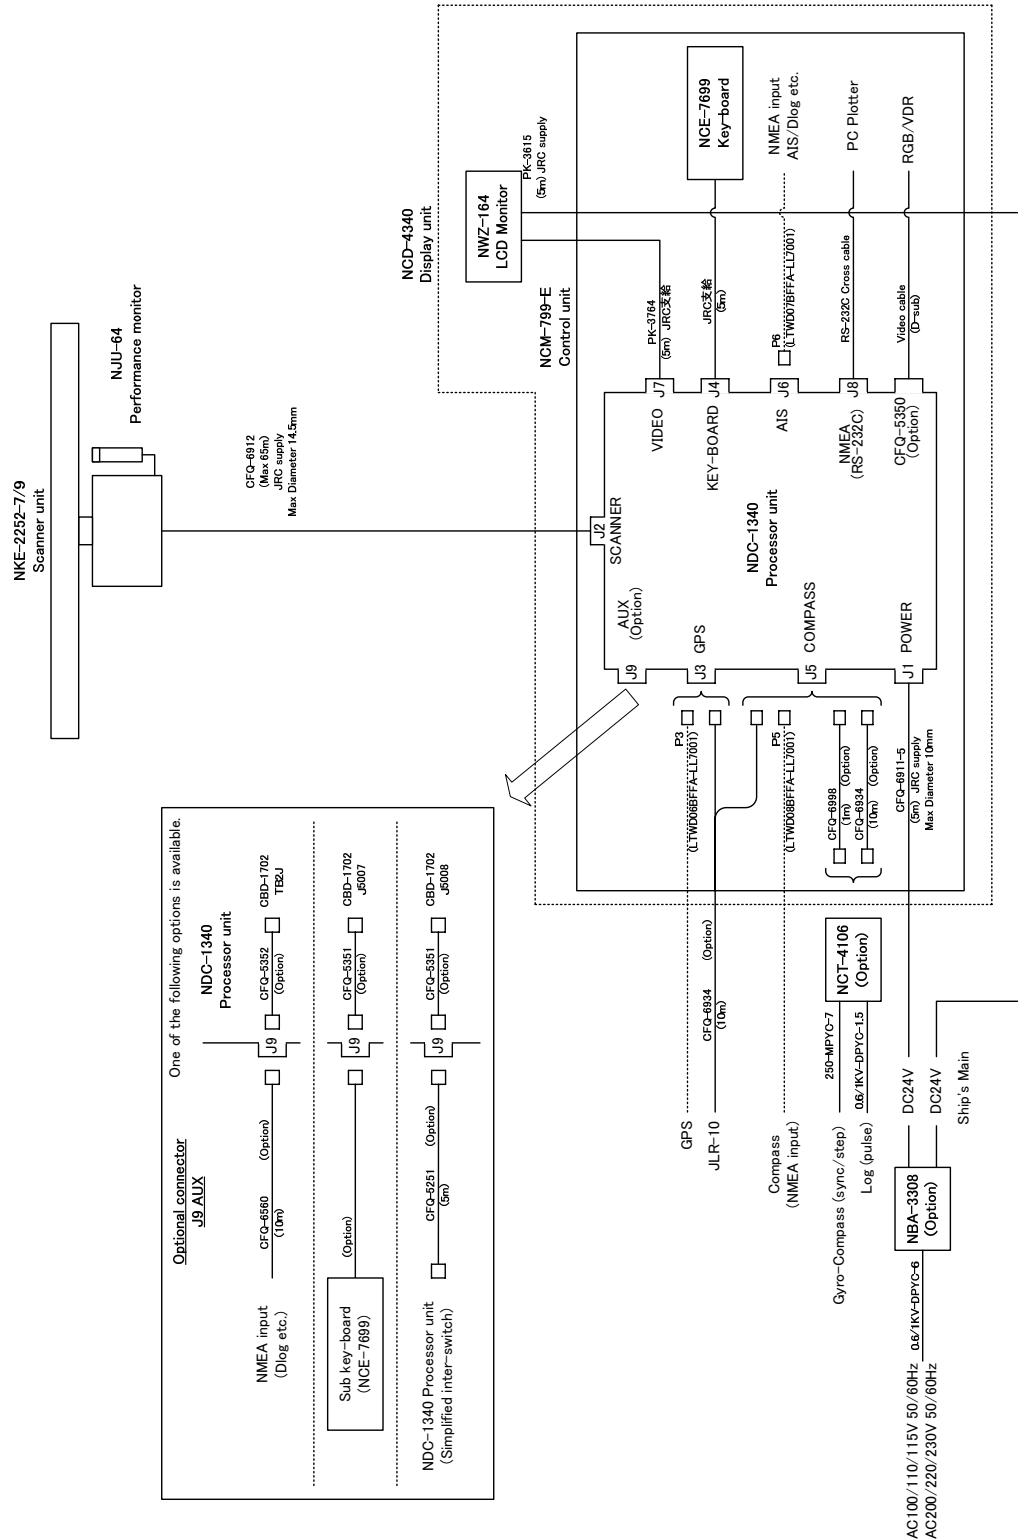 NKE-2252-7/9
Scanner unit
NJU-64
Performance monitor
CFQ-6912
(Max 65m)
JRC supply
Max Diameter 14.5mm
NCD-4340
Display unit
NWZ-164
LCD Monitor
PK-3615
(5m) JRC supply
NCM-799-E
Control unit
PK-3764
(5m) JRC支給
NCE-7699
Key-board
JRC支給
(5m)
NMEA input
AIS/Dlog etc.
P6
(LTWD07BFFA-LL7001)
PC Plotter
RS-232C Cross cable
RGB/VDR
Video cable
(D-sub)
J7
VIDEO
J4
KEY-BOARD
J6
AIS
J8
NMEA
(RS-232C)
CFQ-5350
(Option)
J2
SCANNER
NDC-1340
Processor unit
J9
AUX
(Option)
J3
GPS
J5
COMPASS
J1
POWER
P3
(LTWD06BFFA-LL7001)
P5
(LTWD08BFFA-LL7001)
CFQ-6998
(1m)
(Option)
CFQ-6934
(10m)
(Option)
CFQ-6911-5
(5m) JRC supply
Max Diameter 10mm
GPS
JLR-10
CFQ-6934
(10m)
(Option)
Compass
(NMEA input)
Gyro-Compass (sync/step)
250-MPYC-7
Log (pulse)
0.6/1KV-DPYC-1.5
NCT-4106
(Option)
DC24V
DC24V
Ship's Main
NBA-3308
(Option)
0.6/1KV-DPYC-6
AC100/110/115V 50/60Hz
AC200/220/230V 50/60Hz
One of the following options is available.
Optional connector
J9 AUX
NDC-1340
Processor unit
NMEA input
(Dlog etc.)
CFQ-6560
(10m)
(Option)
J9
CFQ-5352
(Option)
CBD-1702
TB2J
Sub key-board
(NCE-7699)
(Option)
J9
CFQ-5351
(Option)
CBD-1702
J5007
NDC-1340 Processor unit
(Simplified inter-switch)
CFQ-5251
(5m)
(Option)
J9
CFQ-5351
(Option)
CBD-1702
J5008